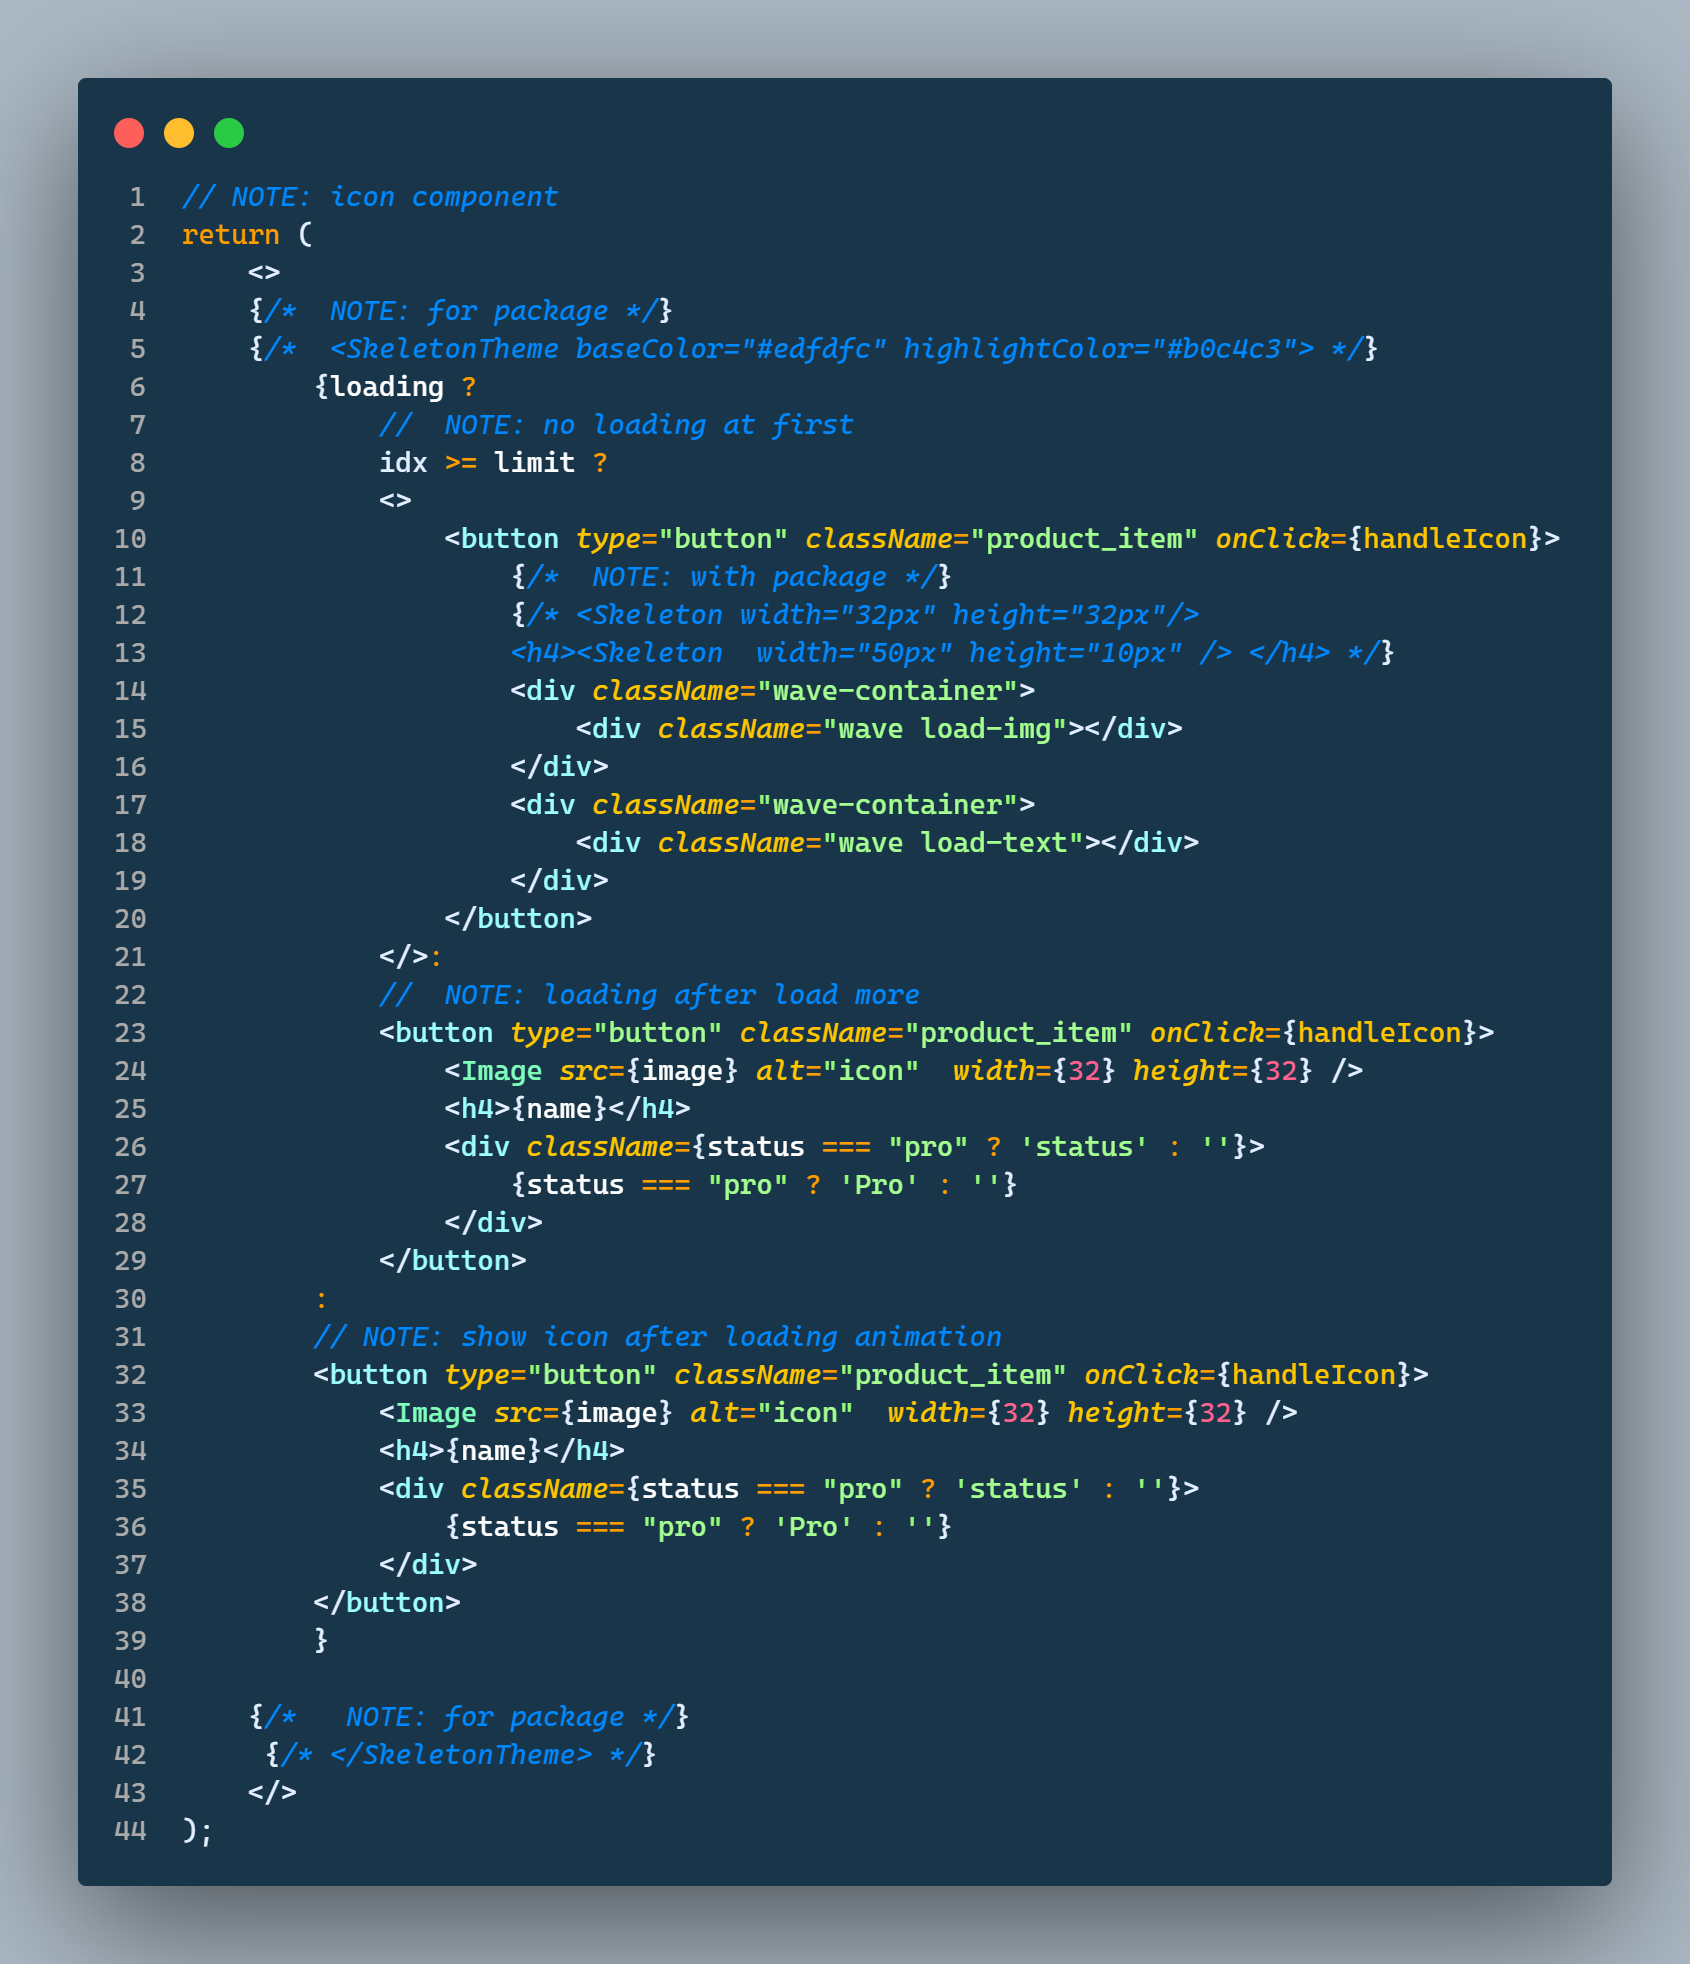 1 // NOTE: icon component
2 return (
3     <>
4     {/*  NOTE: for package */}
5     {/*  <SkeletonTheme baseColor="#edfdfc" highlightColor="#b0c4c3"> */}
6         {loading ?
7             //  NOTE: no loading at first
8             idx >= limit ?
9             <>
10                 <button type="button" className="product_item" onClick={handleIcon}>
11                     {/*  NOTE: with package */}
12                     {/* <Skeleton width="32px" height="32px"/>
13                     <h4><Skeleton  width="50px" height="10px" /> </h4> */}
14                     <div className="wave-container">
15                         <div className="wave load-img"></div>
16                     </div>
17                     <div className="wave-container">
18                         <div className="wave load-text"></div>
19                     </div>
20                 </button>
21             </>:
22             //  NOTE: loading after load more
23             <button type="button" className="product_item" onClick={handleIcon}>
24                 <Image src={image} alt="icon"  width={32} height={32} />
25                 <h4>{name}</h4>
26                 <div className={status === "pro" ? 'status' : ''}>
27                     {status === "pro" ? 'Pro' : ''}
28                 </div>
29             </button>
30         :
31         // NOTE: show icon after loading animation
32         <button type="button" className="product_item" onClick={handleIcon}>
33             <Image src={image} alt="icon"  width={32} height={32} />
34             <h4>{name}</h4>
35             <div className={status === "pro" ? 'status' : ''}>
36                 {status === "pro" ? 'Pro' : ''}
37             </div>
38         </button>
39         }
40
41     {/*   NOTE: for package */}
42      {/* </SkeletonTheme> */}
43     </>
44 );